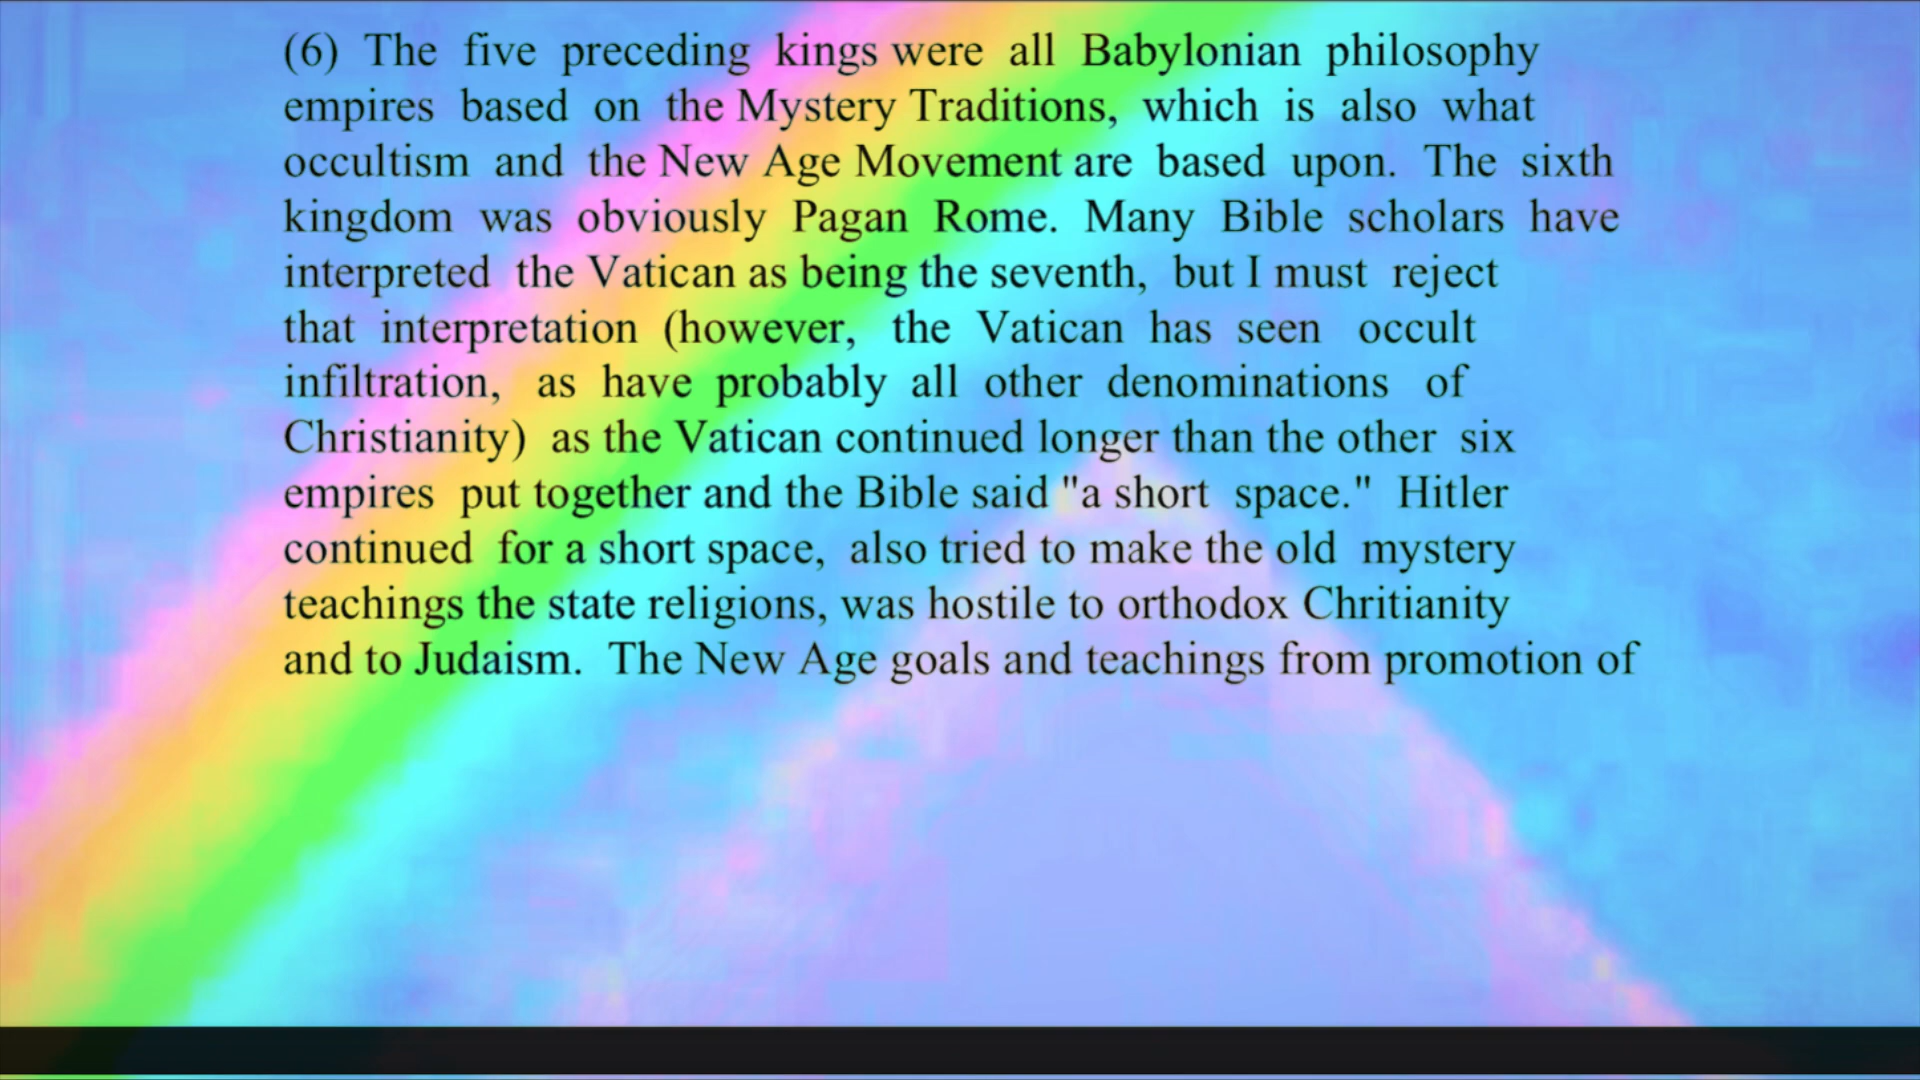 (6) The five preceding kings were all Babylonian philosophy
empires based on the Mystery Traditions, which is also what
occultism and the New Age Movement are based upon. The sixth
kingdom was obviously Pagan Rome. Many Bible scholars have
interpreted the Vatican as being the seventh, but I must reject
that interpretation (however, the Vatican has seen occult
infiltration, as have probably all other denominations of
Christianity) as the Vatican continued longer than the other six
empires put together and the Bible said "a short space." Hitler
continued for a short space, also tried to make the old mystery
teachings the state religions, was hostile to orthodox Chritianity
and to Judaism. The New Age goals and teachings from promotion of